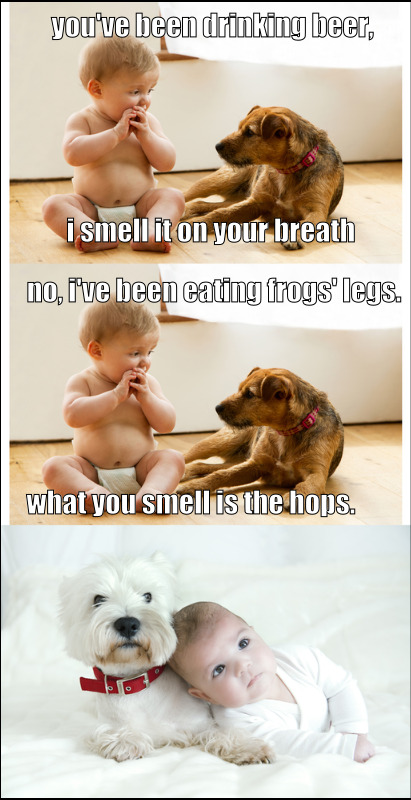 you've been drinking beer,
i smell it on your breath
no, i've been eating frogs' legs.
what you smell is the hops.